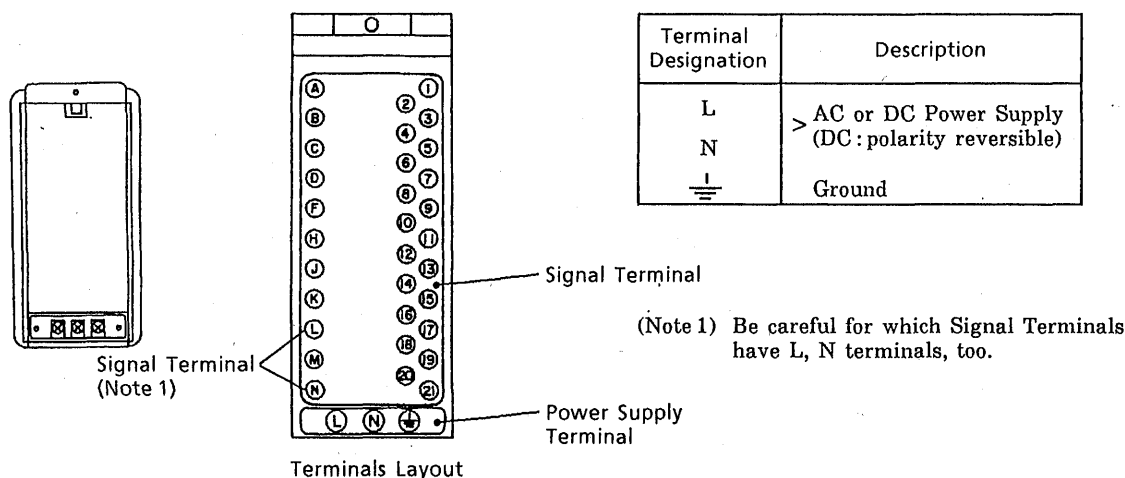 O
A
B
C
D
F
H
J
K
L
M
N
1
2
3
4
5
6
7
8
9
10
11
12
13
14
15
16
17
18
19
20
21
L N
Signal Terminal
(Note 1)
Signal Terminal
Power Supply
Terminal
Terminals Layout
Terminal
Designation
Description
L
N
> AC or DC Power Supply
(DC : polarity reversible)
Ground
(Note 1) Be careful for which Signal Terminals
have L, N terminals, too.